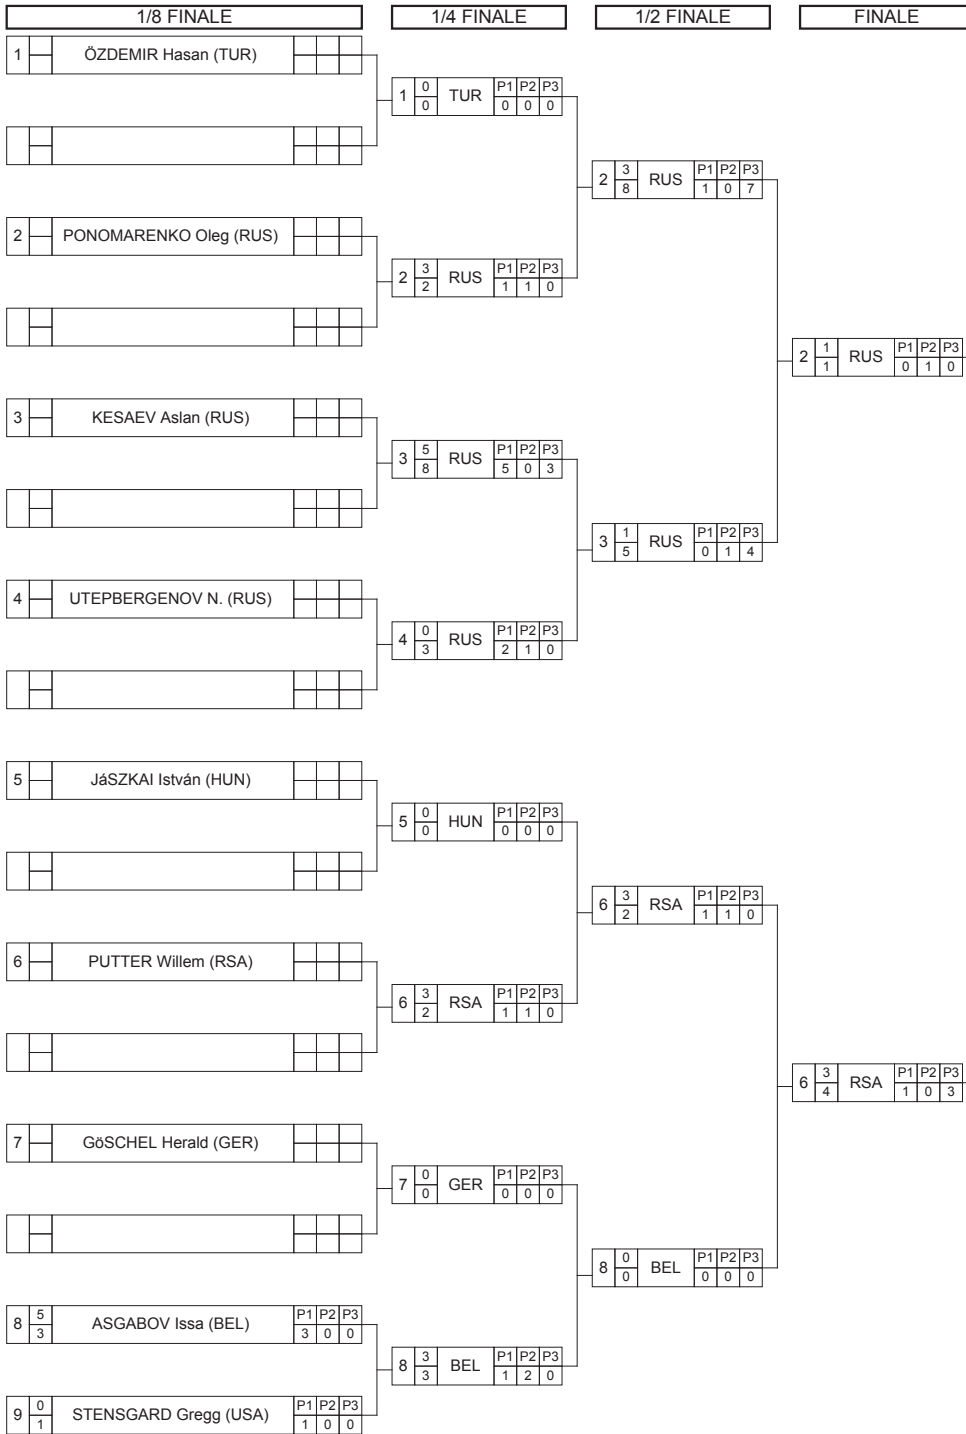 1/8 FINALE 1/4 FINALE 1/2 FINALE FINALE
1 ÖZDEMIR Hasan (TUR)
1 0 0 TUR P1 P2 P3 0 0 0
2 3 8 RUS P1 P2 P3 1 0 7
2 PONOMARENKO Oleg (RUS)
2 3 2 RUS P1 P2 P3 1 1 0
2 1 1 RUS P1 P2 P3 0 1 0
3 KESAEV Aslan (RUS)
3 5 8 RUS P1 P2 P3 5 0 3
3 1 5 RUS P1 P2 P3 0 1 4
4 UTEPBERGENOV N. (RUS)
4 0 3 RUS P1 P2 P3 2 1 0
5 JáSZKAI István (HUN)
5 0 0 HUN P1 P2 P3 0 0 0
6 3 2 RSA P1 P2 P3 1 1 0
6 PUTTER Willem (RSA)
6 3 2 RSA P1 P2 P3 1 1 0
6 3 4 RSA P1 P2 P3 1 0 3
7 GöSCHEL Herald (GER)
7 0 0 GER P1 P2 P3 0 0 0
8 0 0 BEL P1 P2 P3 0 0 0
8 5 3 ASGABOV Issa (BEL) P1 P2 P3 3 0 0
8 3 3 BEL P1 P2 P3 1 2 0
9 0 1 STENSGARD Gregg (USA) P1 P2 P3 1 0 0